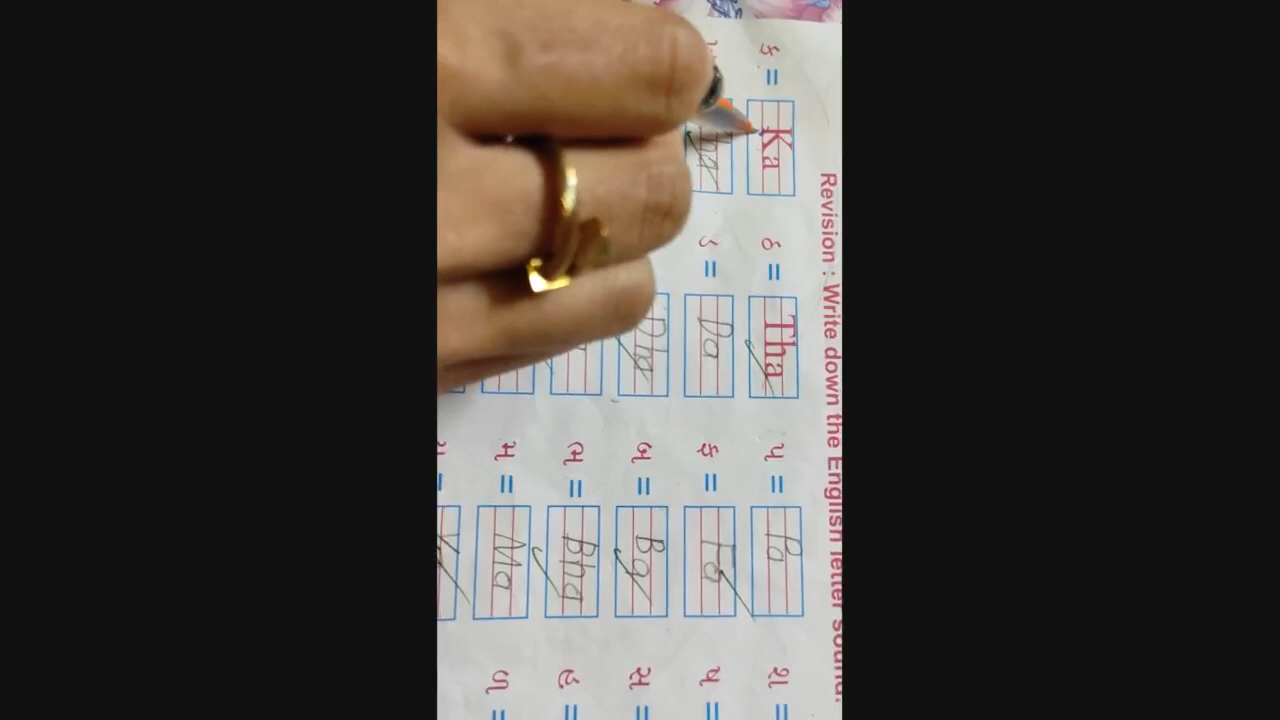 Revision : Write down the English letter sound.
ક = Ka ઠ = Tha પ = Pa શ =
ડ = Da ફ = Fa ષ =
Dha બ = Ba સ =
ભ = Bha હ =
મ = Ma ળ =